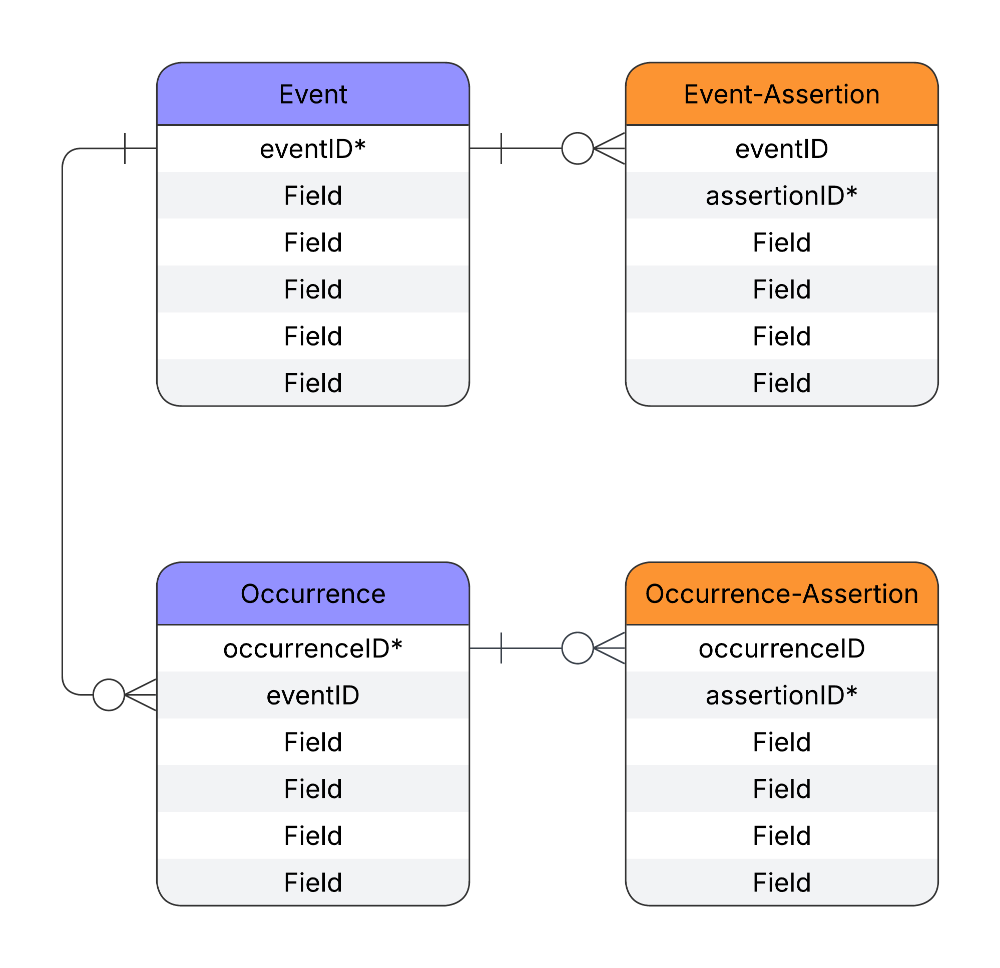 Event
eventID*
Field
Field
Field
Field
Field
Event-Assertion
eventID
assertionID*
Field
Field
Field
Field
Occurrence
occurrenceID*
eventID
Field
Field
Field
Field
Occurrence-Assertion
occurrenceID
assertionID*
Field
Field
Field
Field